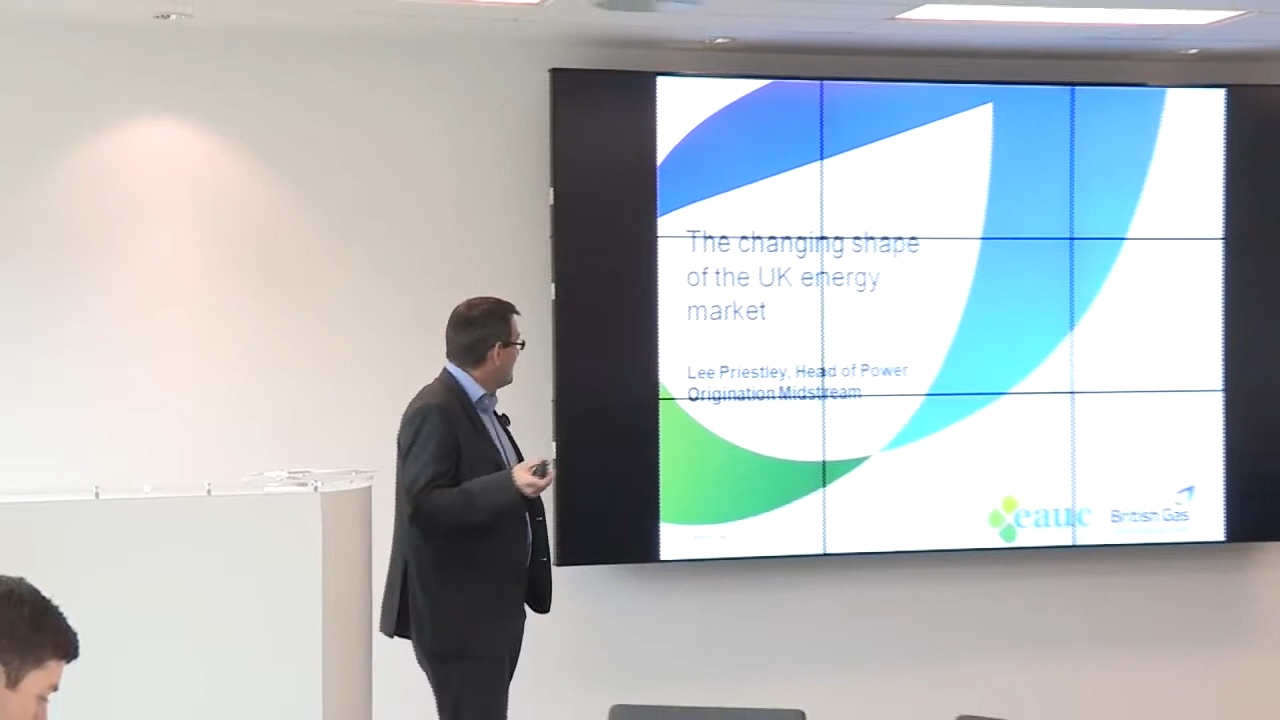 The changing shape
of the UK energy
market
Lee Priestley, Head of Power
Origination Midstream
eauc
British Gas